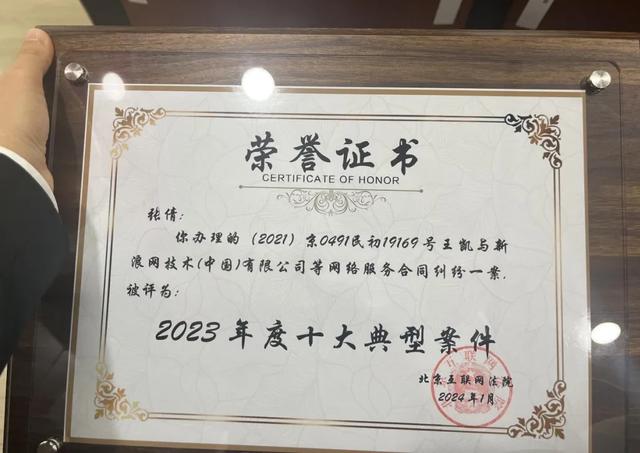 荣誉证书
CERTIFICATE OF HONOR
张倩:
你办理的(2021)京0491民初19169号王凯与新
浪网技术(中国)有限公司等网络服务合同纠纷一案,
被评为:
2023年度十大典型案件
北京互联网法院
2024年1月